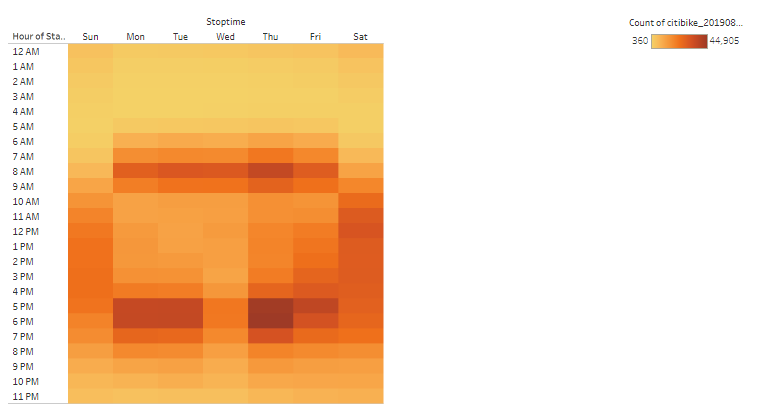 Stoptime
Hour of Sta.. Sun Mon Tue Wed Thu Fri Sat
12 AM
1 AM
2 AM
3 AM
4 AM
5 AM
6 AM
7 AM
8 AM
9 AM
10 AM
11 AM
12 PM
1 PM
2 PM
3 PM
4 PM
5 PM
6 PM
7 PM
8 PM
9 PM
10 PM
11 PM
Count of citibike_201908...
360 44,905